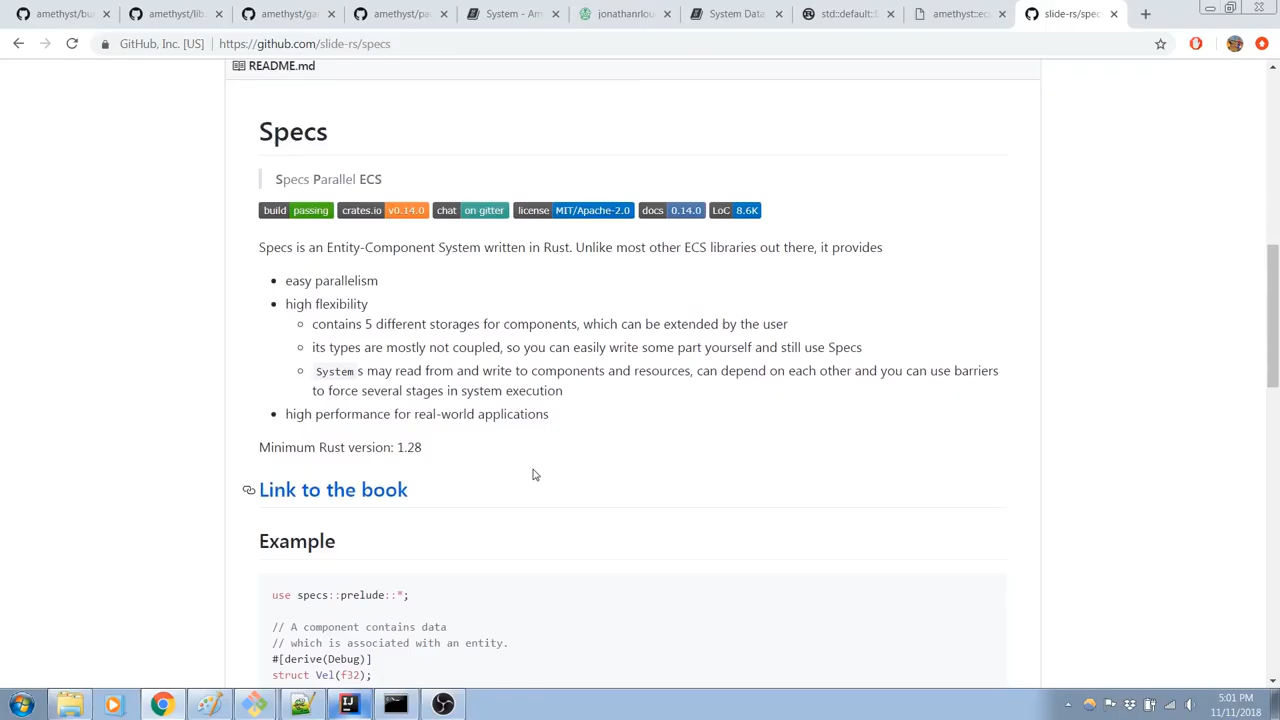 amethyst/bu
amethyst/lib.
amethyst/ga
amethyst/pa
System - Am
jonathanrlou
System Data
std::default::D
amethyst::ec
slide-rs/spec
GitHub, Inc. [US] https://github.com/slide-rs/specs
README.md
Specs
Specs Parallel ECS
build passing crates.io v0.14.0 chat on gitter license MIT/Apache-2.0 docs 0.14.0 LoC 8.6K
Specs is an Entity-Component System written in Rust. Unlike most other ECS libraries out there, it provides
easy parallelism
high flexibility
contains 5 different storages for components, which can be extended by the user
its types are mostly not coupled, so you can easily write some part yourself and still use Specs
System s may read from and write to components and resources, can depend on each other and you can use barriers
to force several stages in system execution
high performance for real-world applications
Minimum Rust version: 1.28
Link to the book
Example
use specs::prelude::*;
// A component contains data
// which is associated with an entity.
#[derive(Debug)]
struct Vel(f32);
5:01 PM
11/11/2018